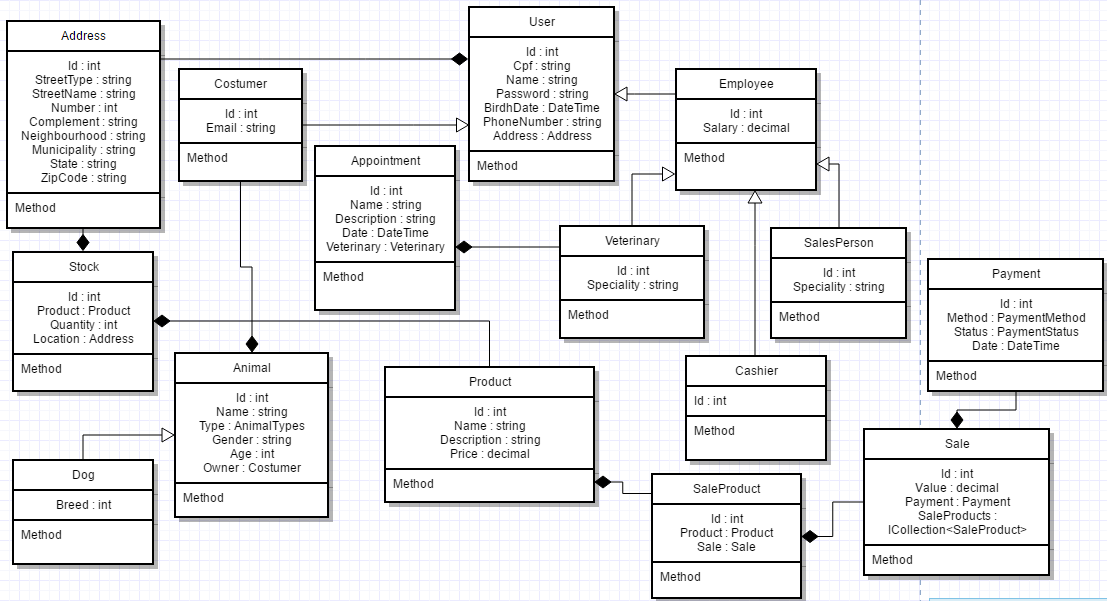 Address
Id : int
StreetType : string
StreetName : string
Number : int
Complement : string
Neighbourhood : string
Municipality : string
State : string
ZipCode : string
Method
Costumer
Id : int
Email : string
Method
User
Id : int
Cpf : string
Name : string
Password : string
BirdhDate : DateTime
PhoneNumber : string
Address : Address
Method
Employee
Id : int
Salary : decimal
Method
Appointment
Id : int
Name : string
Description : string
Date : DateTime
Veterinary : Veterinary
Method
Veterinary
Id : int
Speciality : string
Method
SalesPerson
Id : int
Speciality : string
Method
Payment
Id : int
Method : PaymentMethod
Status : PaymentStatus
Date : DateTime
Method
Stock
Id : int
Product : Product
Quantity : int
Location : Address
Method
Animal
Id : int
Name : string
Type : AnimalTypes
Gender : string
Age : int
Owner : Costumer
Method
Product
Id : int
Name : string
Description : string
Price : decimal
Method
Cashier
Id : int
Method
Dog
Breed : int
Method
SaleProduct
Id : int
Product : Product
Sale : Sale
Method
Sale
Id : int
Value : decimal
Payment : Payment
SaleProducts :
ICollection<SaleProduct>
Method